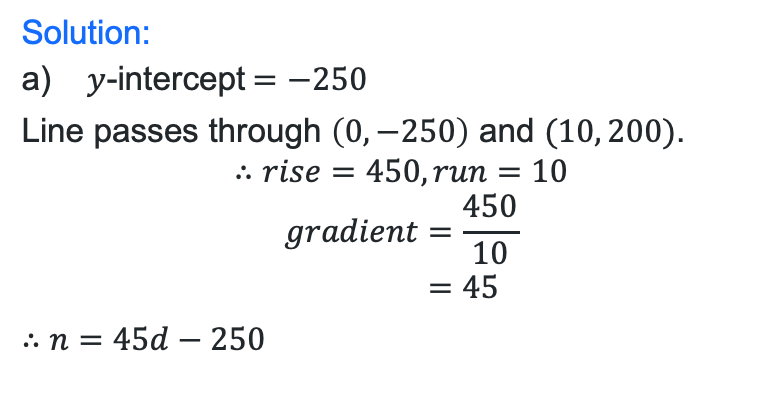 Solution:
a) y-intercept = −250
Line passes through (0, −250) and (10, 200).
∴ rise = 450, run = 10
gradient = 450/10
= 45
∴ n = 45d − 250